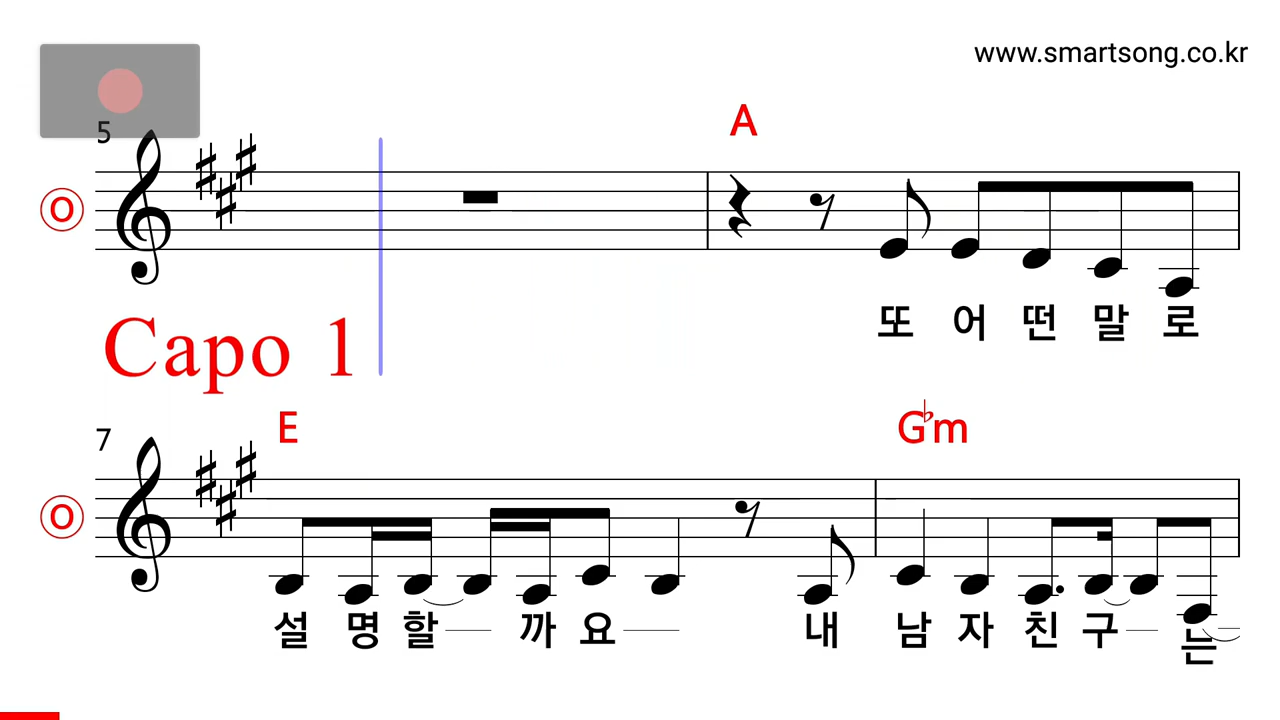 www.smartsong.co.kr
5
A
O
또 어 떤 말 로
Capo 1
7
E G♭m
O
설 명 할 까 요 내 남 자 친 구 는